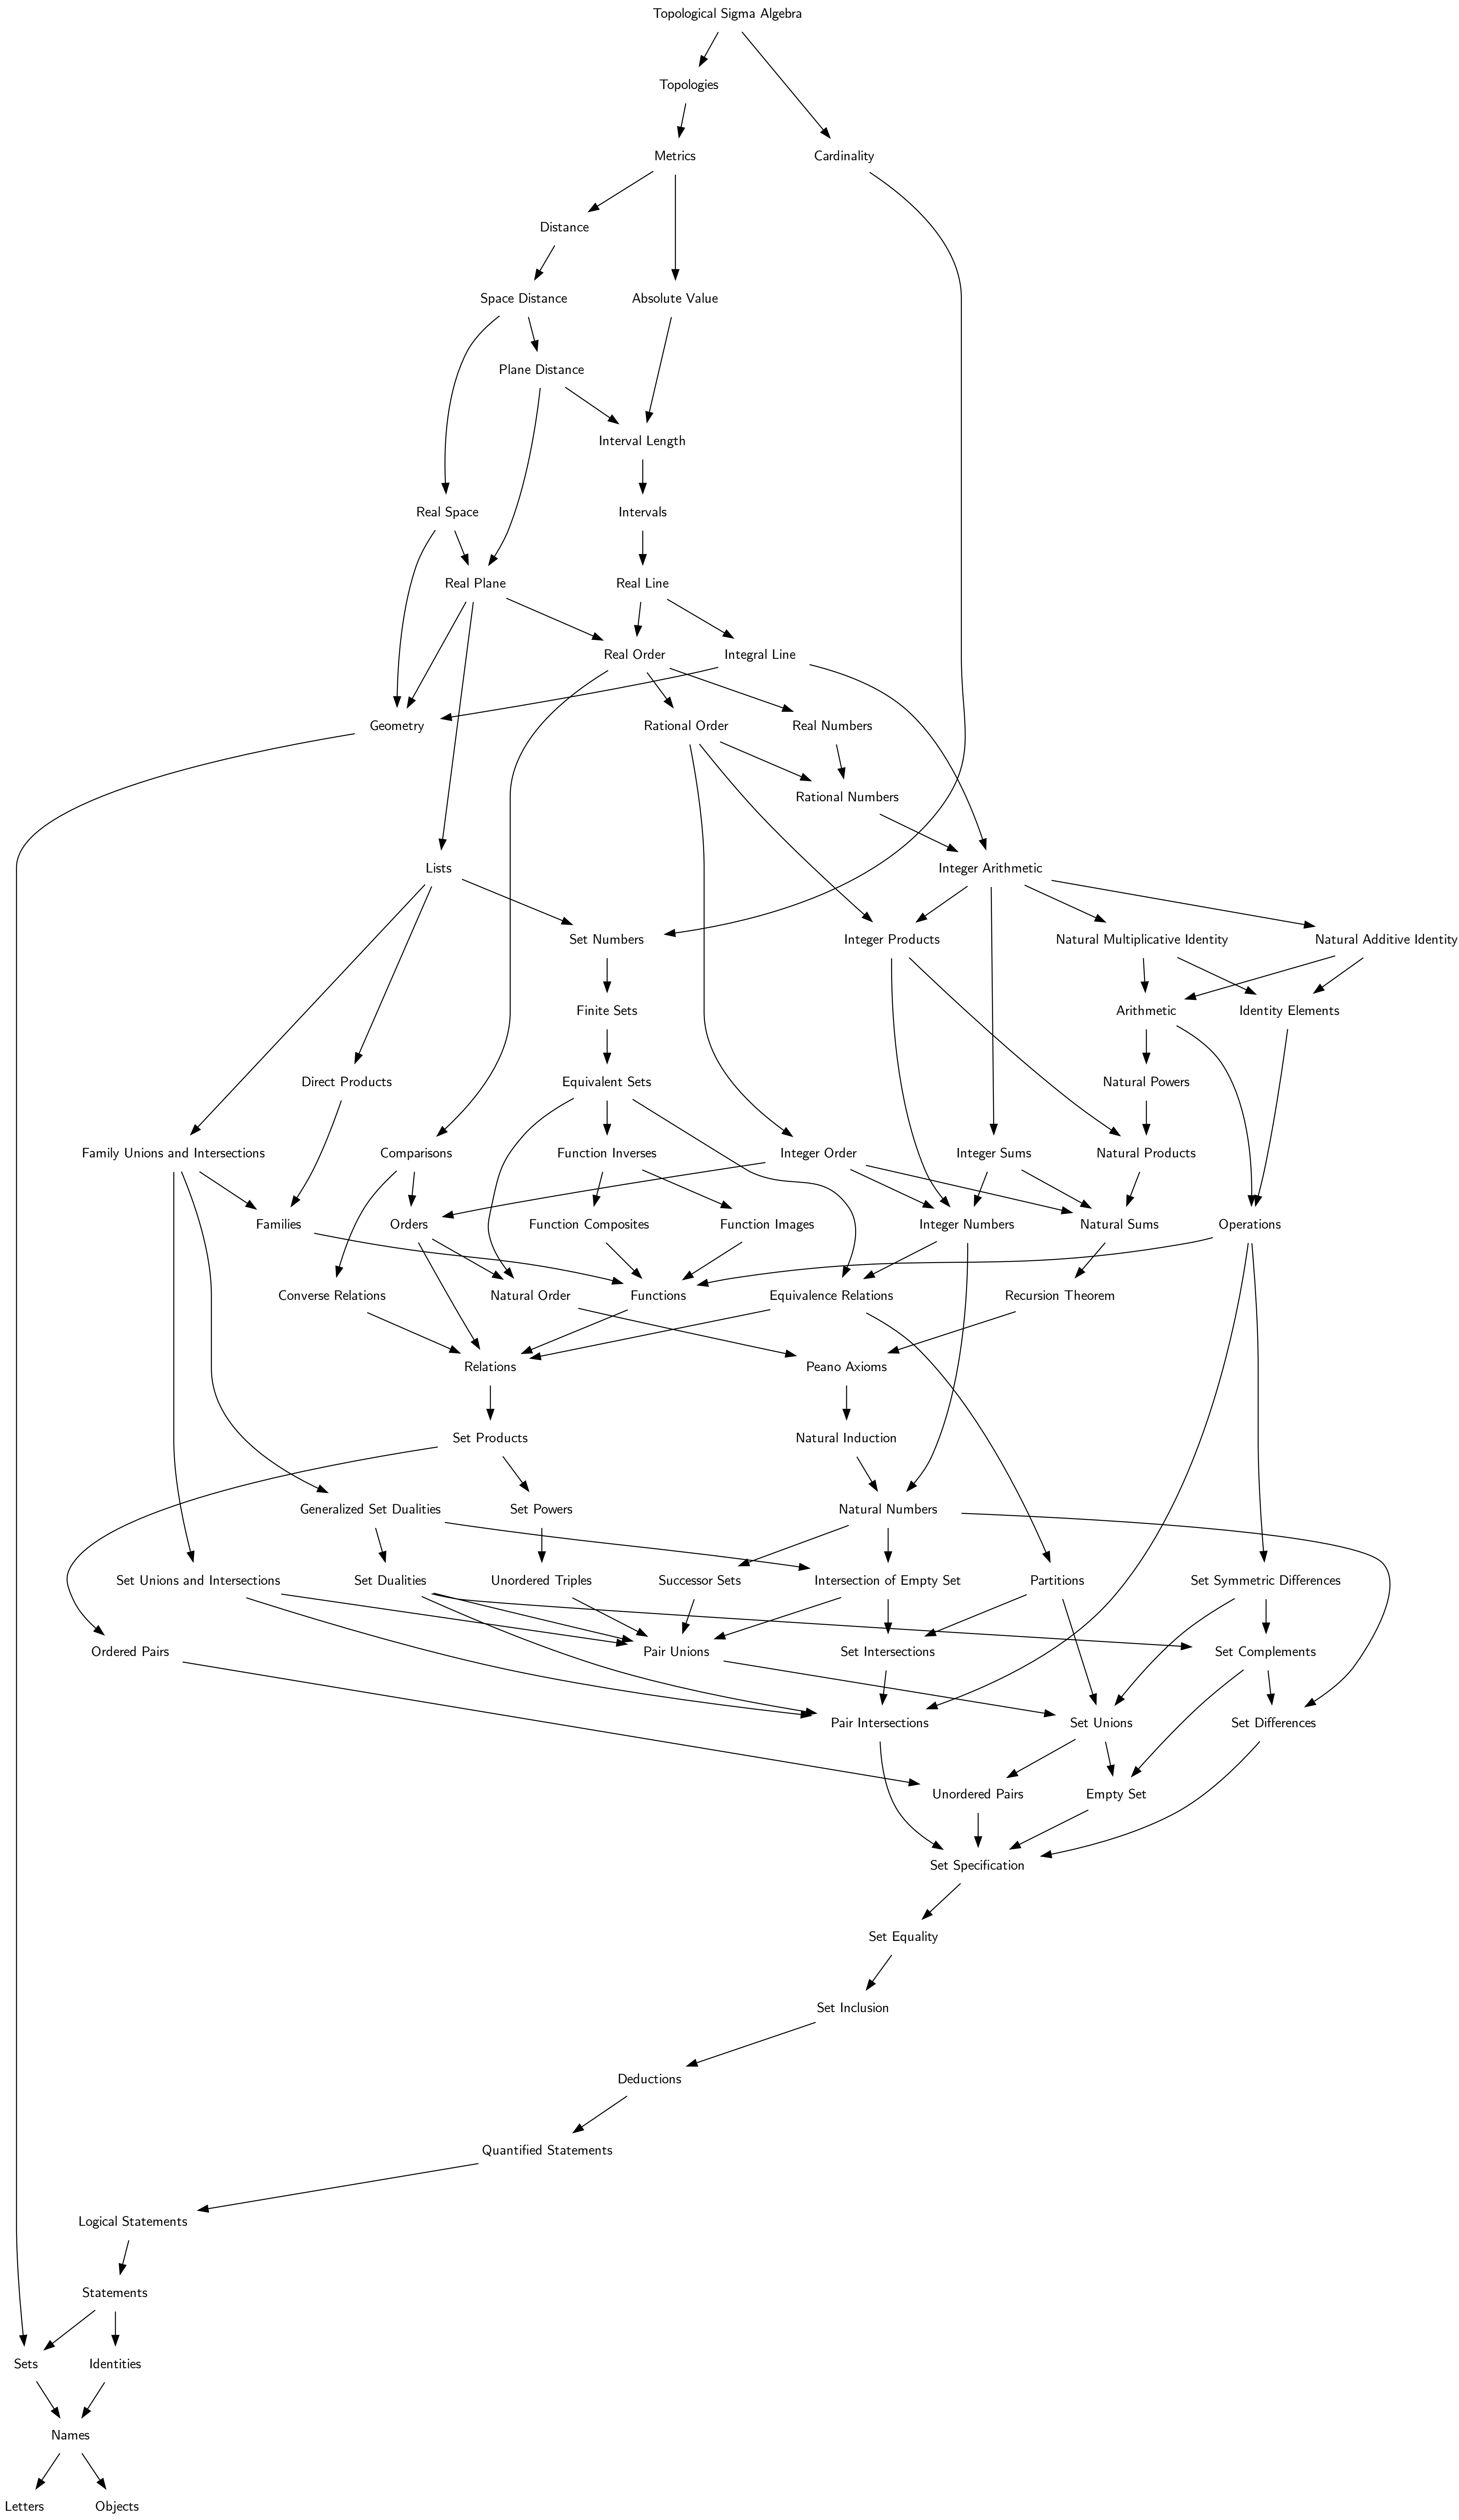 Topological Sigma Algebra
Topologies
Metrics
Cardinality
Distance
Space Distance
Absolute Value
Plane Distance
Interval Length
Real Space
Intervals
Real Plane
Real Line
Real Order
Integral Line
Geometry
Rational Order
Real Numbers
Rational Numbers
Lists
Integer Arithmetic
Set Numbers
Integer Products
Natural Multiplicative Identity
Natural Additive Identity
Finite Sets
Arithmetic
Identity Elements
Direct Products
Equivalent Sets
Natural Powers
Family Unions and Intersections
Comparisons
Function Inverses
Integer Order
Integer Sums
Natural Products
Families
Orders
Function Composites
Function Images
Integer Numbers
Natural Sums
Operations
Converse Relations
Natural Order
Functions
Equivalence Relations
Recursion Theorem
Relations
Peano Axioms
Set Products
Natural Induction
Generalized Set Dualities
Set Powers
Natural Numbers
Set Unions and Intersections
Set Dualities
Unordered Triples
Successor Sets
Intersection of Empty Set
Partitions
Set Symmetric Differences
Ordered Pairs
Pair Unions
Set Intersections
Set Complements
Pair Intersections
Set Unions
Set Differences
Unordered Pairs
Empty Set
Set Specification
Set Equality
Set Inclusion
Deductions
Quantified Statements
Logical Statements
Statements
Sets
Identities
Names
Letters
Objects